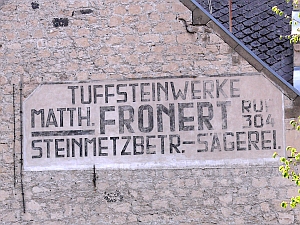 TUFFSTEINWERKE
MATTH. FRONERT RUF 304
STEINMETZBETR.-SÄGEREI.